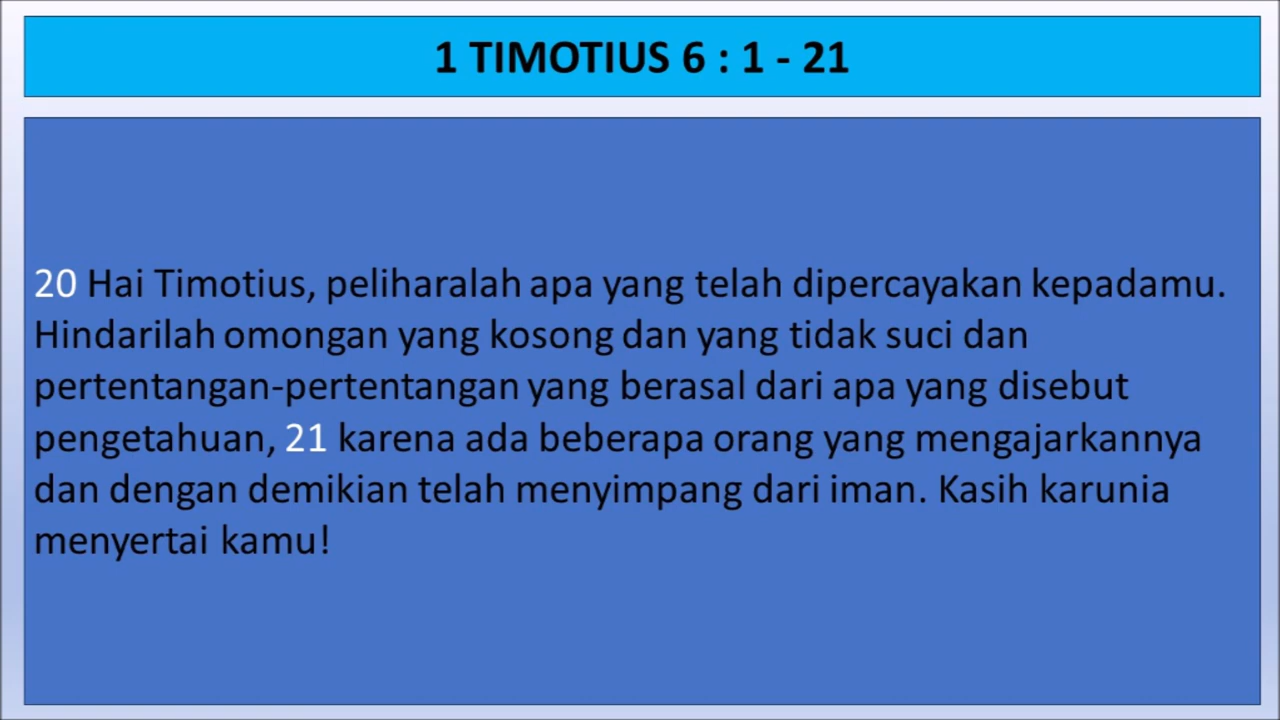 1 TIMOTIUS 6 : 1 - 21
20 Hai Timotius, peliharalah apa yang telah dipercayakan kepadamu.
Hindarilah omongan yang kosong dan yang tidak suci dan
pertentangan-pertentangan yang berasal dari apa yang disebut
pengetahuan, 21 karena ada beberapa orang yang mengajarkannya
dan dengan demikian telah menyimpang dari iman. Kasih karunia
menyertai kamu!